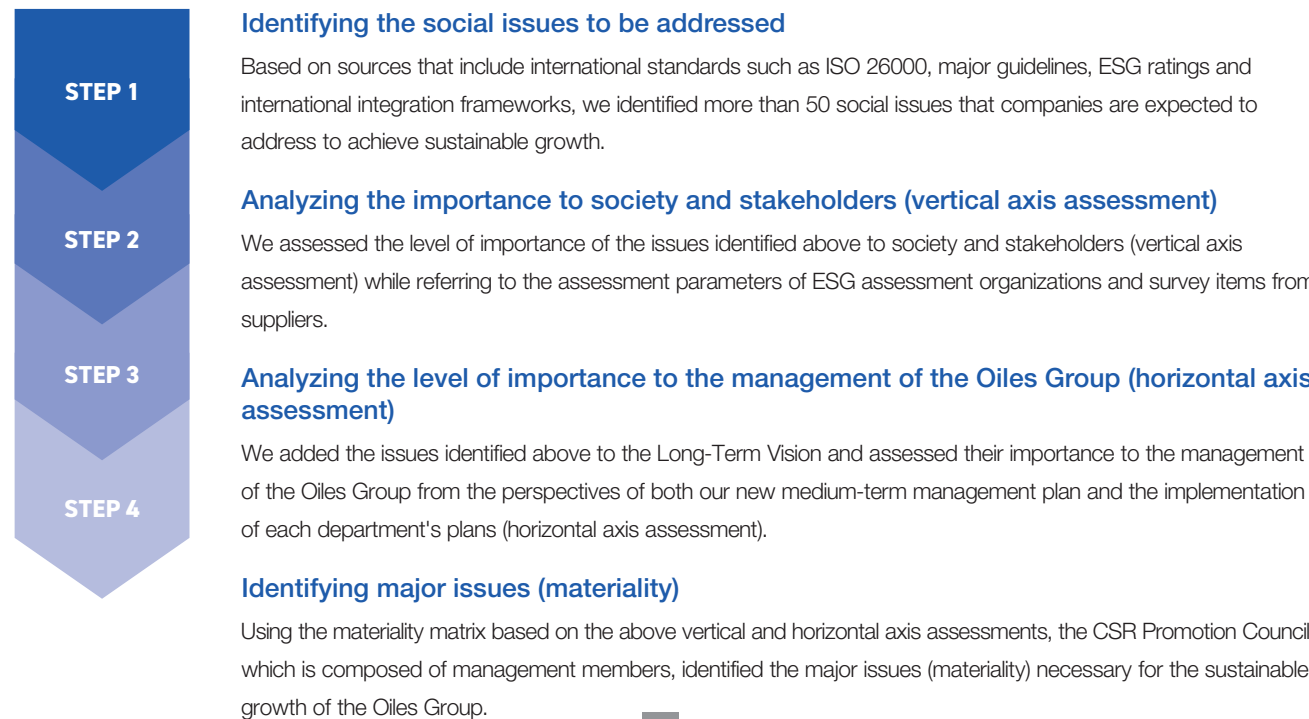 STEP 1
Identifying the social issues to be addressed
Based on sources that include international standards such as ISO 26000, major guidelines, ESG ratings and
international integration frameworks, we identified more than 50 social issues that companies are expected to
address to achieve sustainable growth.
STEP 2
Analyzing the importance to society and stakeholders (vertical axis assessment)
We assessed the level of importance of the issues identified above to society and stakeholders (vertical axis
assessment) while referring to the assessment parameters of ESG assessment organizations and survey items from
suppliers.
STEP 3
Analyzing the level of importance to the management of the Oiles Group (horizontal axis
assessment)
We added the issues identified above to the Long-Term Vision and assessed their importance to the management
of the Oiles Group from the perspectives of both our new medium-term management plan and the implementation
of each department's plans (horizontal axis assessment).
STEP 4
Identifying major issues (materiality)
Using the materiality matrix based on the above vertical and horizontal axis assessments, the CSR Promotion Council
which is composed of management members, identified the major issues (materiality) necessary for the sustainable
growth of the Oiles Group.